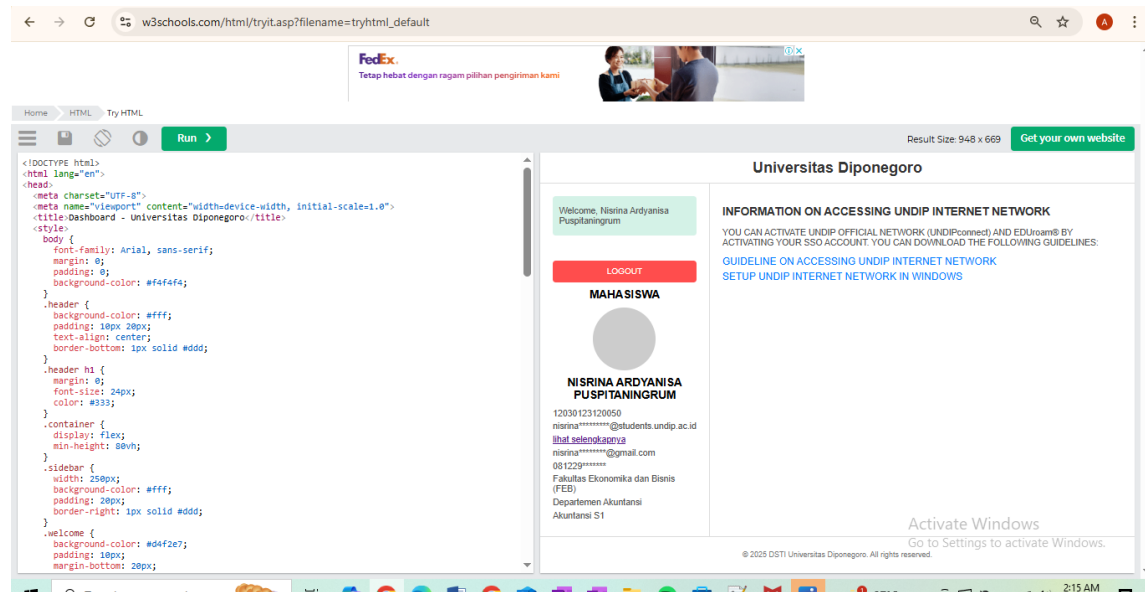 w3schools.com/html/tryit.asp?filename=tryhtml_default
A
FedEx.
Tetap hebat dengan ragam pilihan pengiriman kami
Home
HTML
Try HTML
Run ❯
Result Size: 948 x 669
Get your own website
<!DOCTYPE html>
<html lang="en">
<head>
<meta charset="UTF-8">
<meta name="viewport" content="width=device-width, initial-scale=1.0">
<title>Dashboard - Universitas Diponegoro</title>
<style>
body {
font-family: Arial, sans-serif;
margin: 0;
padding: 0;
background-color: #f4f4f4;
}
.header {
background-color: #fff;
padding: 10px 20px;
text-align: center;
border-bottom: 1px solid #ddd;
}
.header h1 {
margin: 0;
font-size: 24px;
color: #333;
}
.container {
display: flex;
min-height: 80vh;
}
.sidebar {
width: 250px;
background-color: #fff;
padding: 20px;
border-right: 1px solid #ddd;
}
.welcome {
background-color: #d4f2e7;
padding: 10px;
margin-bottom: 20px;
Universitas Diponegoro
Welcome, Nisrina Ardyanisa
Puspitaningrum
LOGOUT
MAHASISWA
NISRINA ARDYANISA
PUSPITANINGRUM
12030123120050
nisrina*********@students.undip.ac.id
lihat selengkapnya
nisrina********@gmail.com
081229*******
Fakultas Ekonomika dan Bisnis
(FEB)
Departemen Akuntansi
Akuntansi S1
INFORMATION ON ACCESSING UNDIP INTERNET NETWORK
YOU CAN ACTIVATE UNDIP OFFICIAL NETWORK (UNDIPconnect) AND EDUroam® BY
ACTIVATING YOUR SSO ACCOUNT. YOU CAN DOWNLOAD THE FOLLOWING GUIDELINES:
GUIDELINE ON ACCESSING UNDIP INTERNET NETWORK
SETUP UNDIP INTERNET NETWORK IN WINDOWS
© 2025 DSTI Universitas Diponegoro. All rights reserved.
Activate Windows
Go to Settings to activate Windows.
2:15 AM